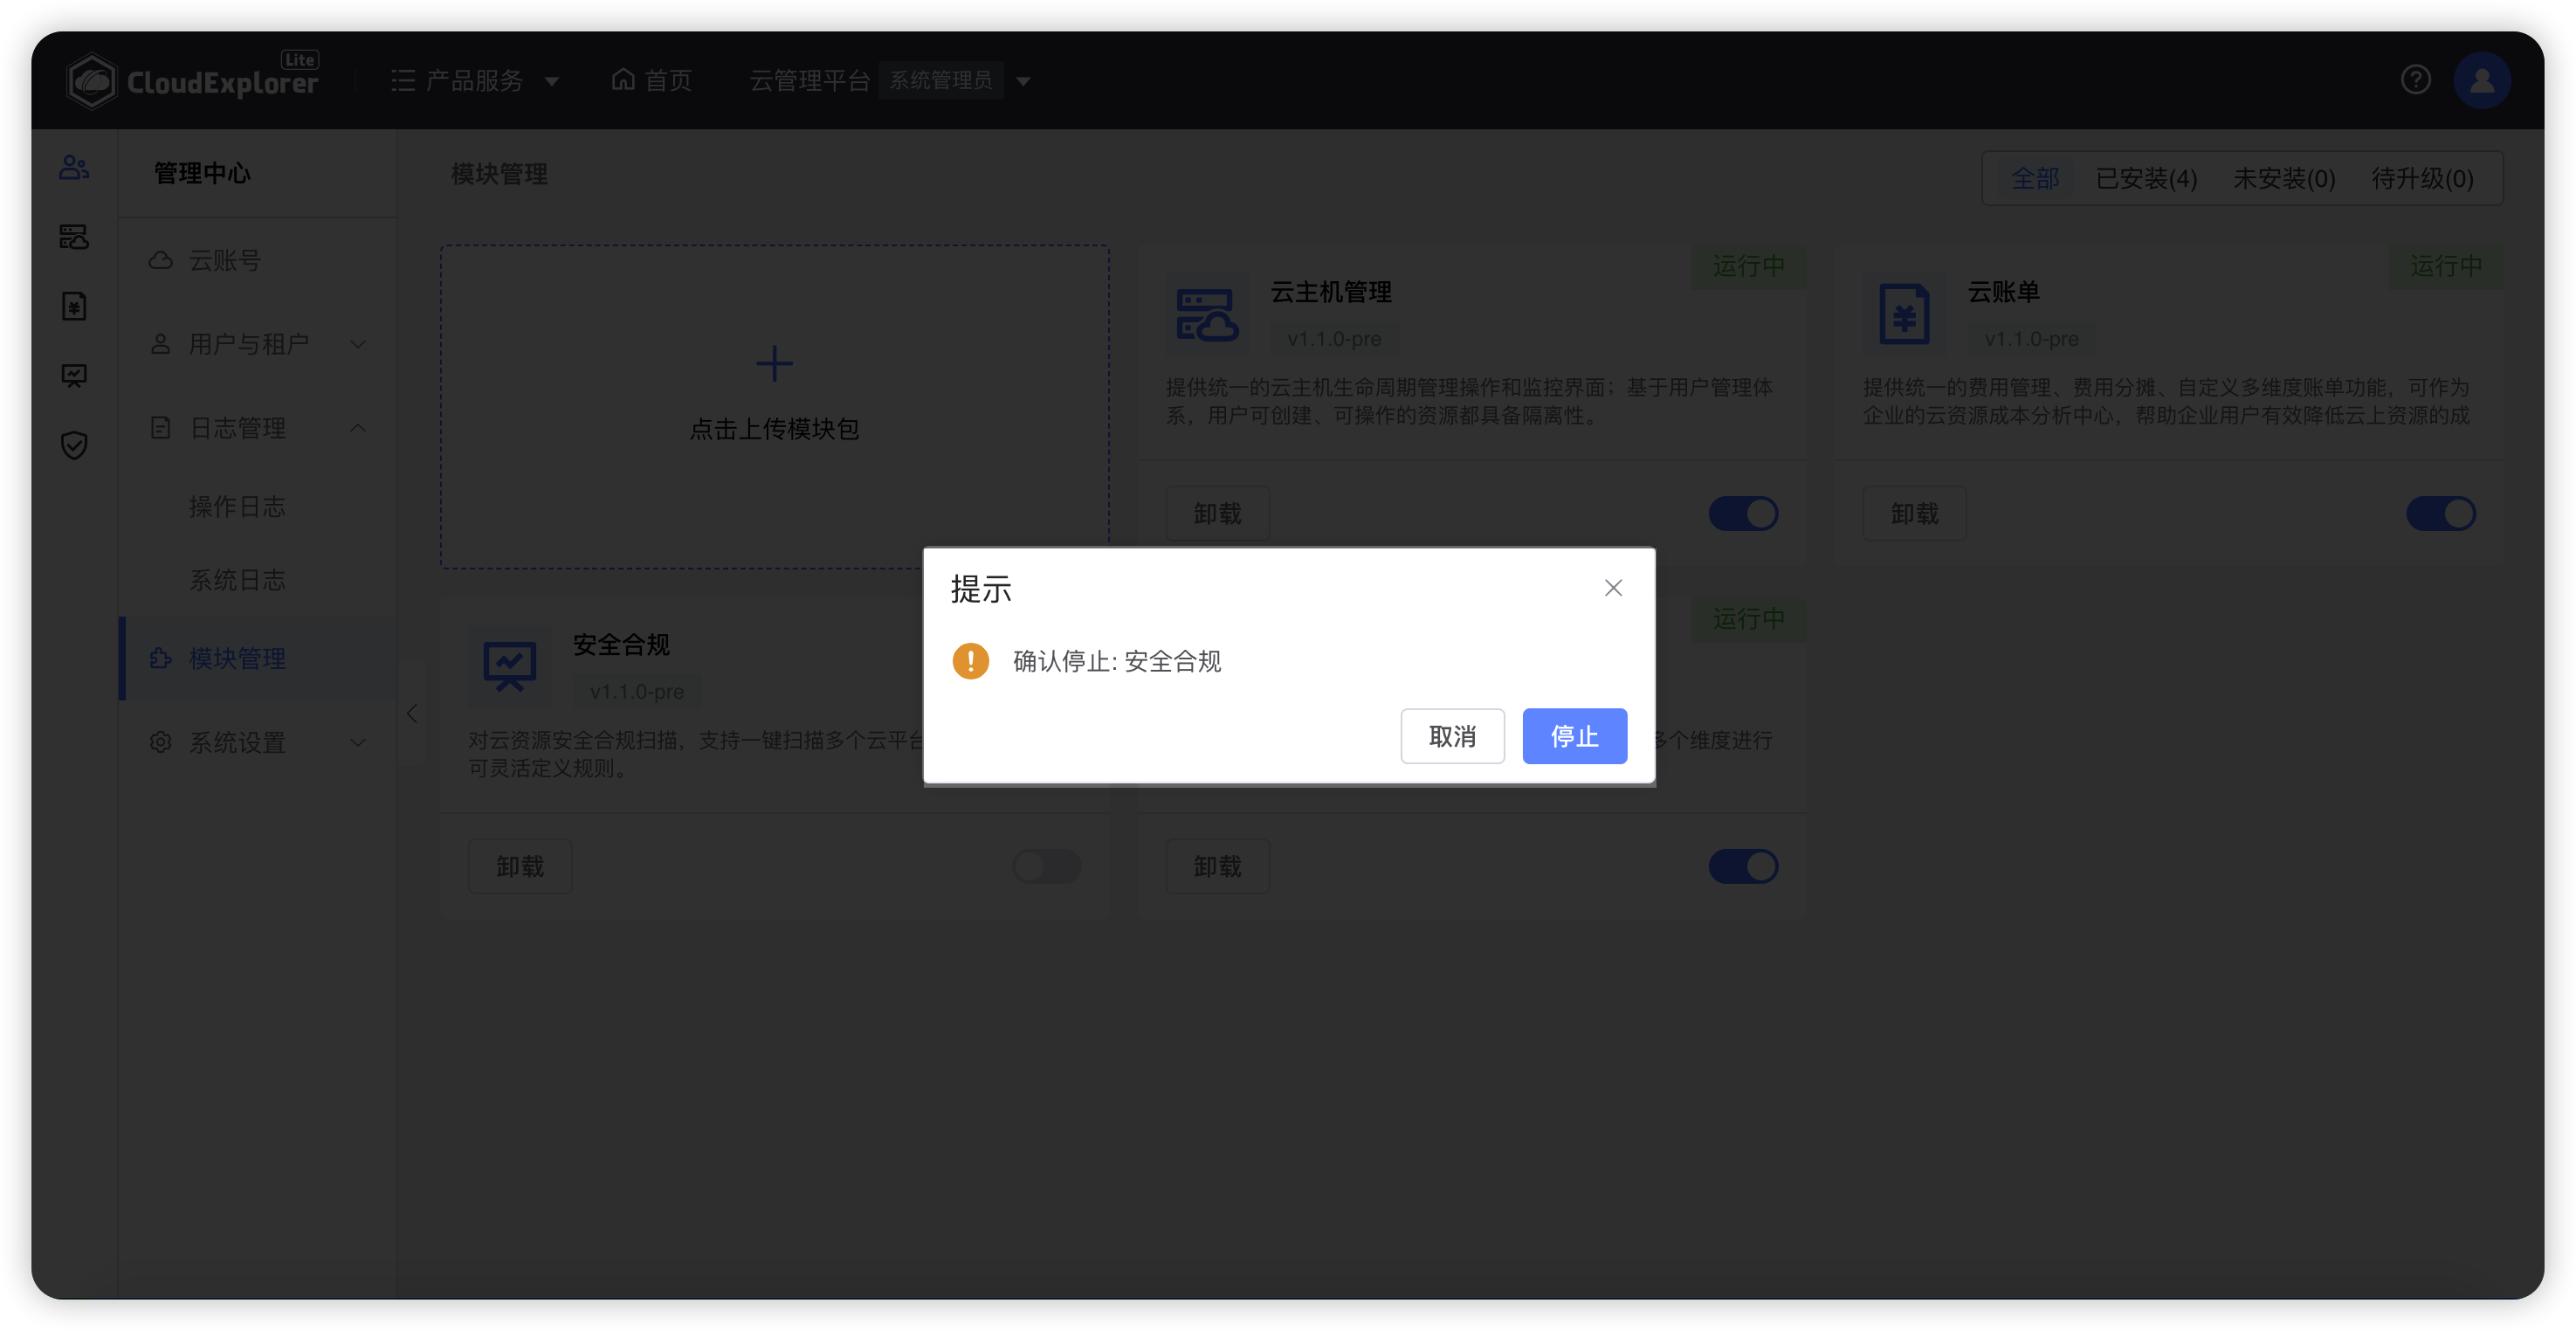 CloudExplorer Lite
产品服务 首页 云管理平台 系统管理员
管理中心
云账号
用户与租户
日志管理
操作日志
系统日志
模块管理
系统设置
模块管理
全部 已安装(4) 未安装(0) 待升级(0)
点击上传模块包
云主机管理
运行中
v1.1.0-pre
提供统一的云主机生命周期管理操作和监控界面；基于用户管理体
系，用户可创建、可操作的资源都具备隔离性。
卸载
云账单
运行中
v1.1.0-pre
提供统一的费用管理、费用分摊、自定义多维度账单功能，可作为
企业的云资源成本分析中心，帮助企业用户有效降低云上资源的成
卸载
安全合规
v1.1.0-pre
对云资源安全合规扫描，支持一键扫描多个云平台
可灵活定义规则。
卸载
运行中
多个维度进行
卸载
提示
确认停止: 安全合规
取消 停止